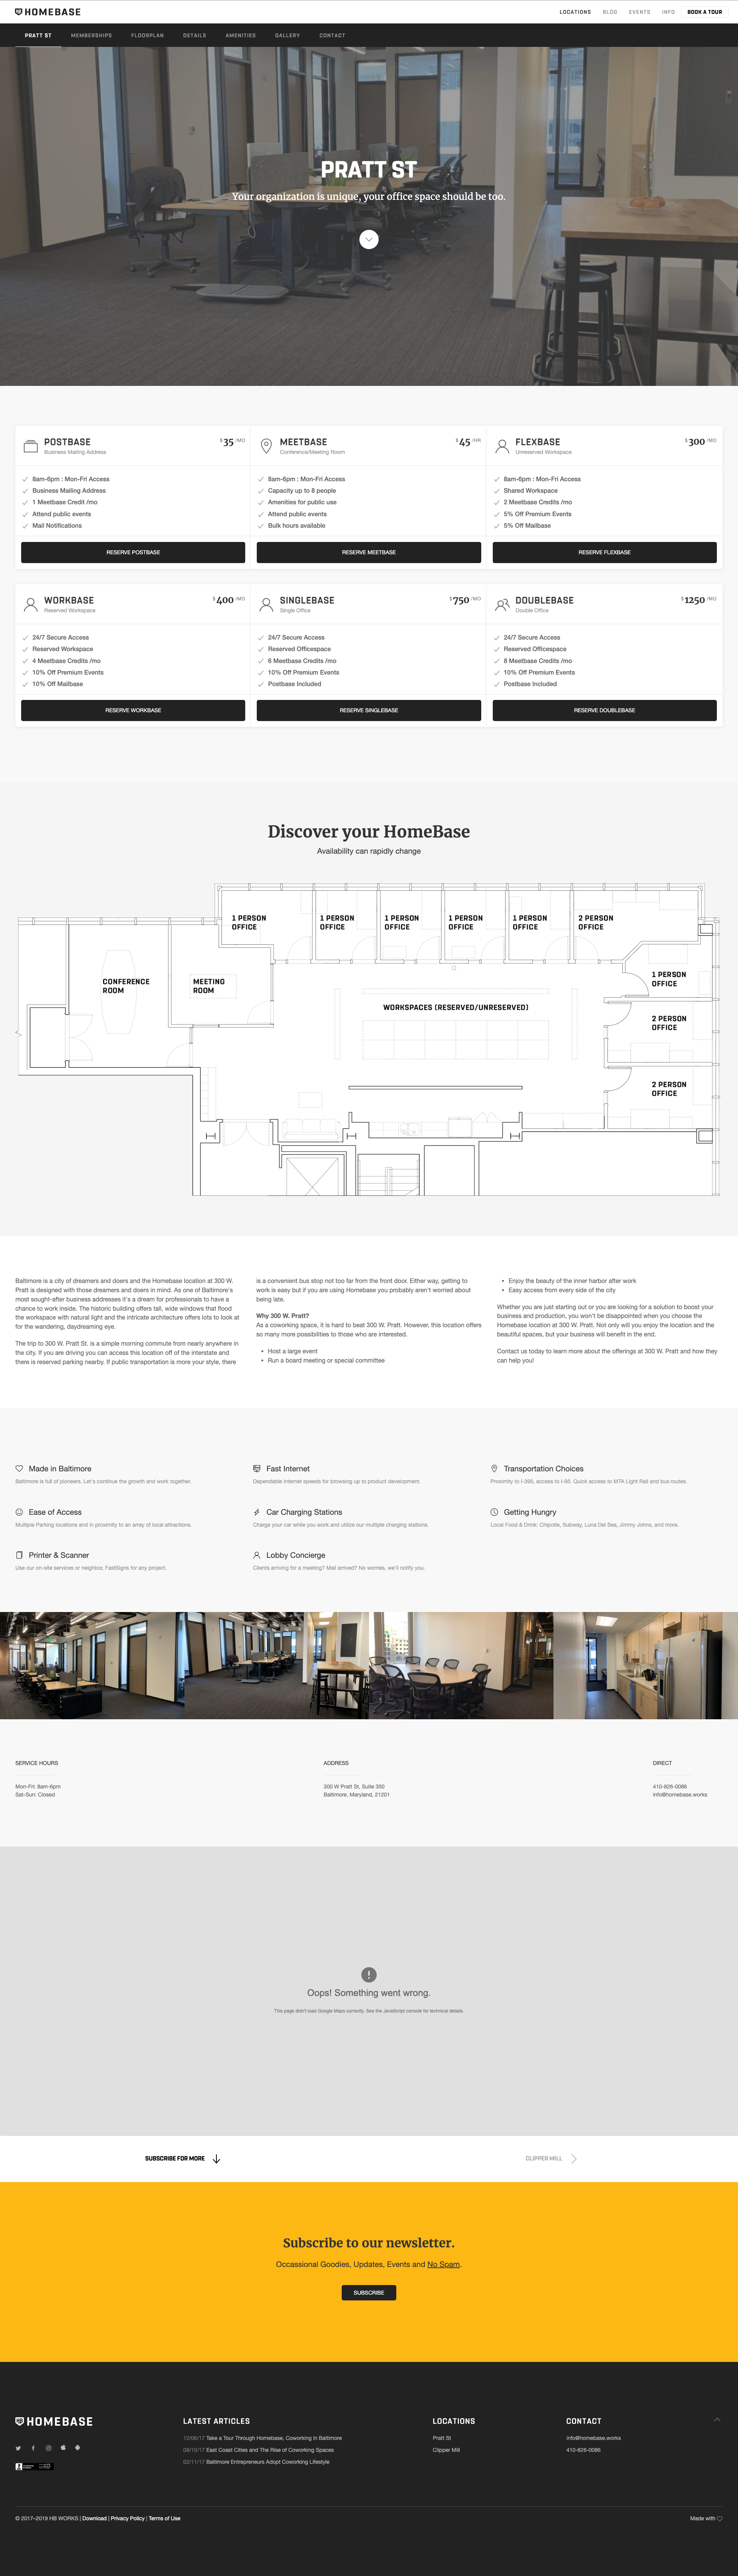 HOMEBASE
LOCATIONS BLOG EVENTS INFO BOOK A TOUR
PRATT ST MEMBERSHIPS FLOORPLAN DETAILS AMENITIES GALLERY CONTACT
PRATT ST
Your organization is unique, your office space should be too.
POSTBASE $ 35 /MO
Business Mailing Address
8am-6pm : Mon-Fri Access
Business Mailing Address
1 Meetbase Credit /mo
Attend public events
Mail Notifications
RESERVE POSTBASE
MEETBASE $ 45 /HR
Conference/Meeting Room
8am-6pm : Mon-Fri Access
Capacity up to 8 people
Amenities for public use
Attend public events
Bulk hours available
RESERVE MEETBASE
FLEXBASE $ 300 /MO
Unreserved Workspace
8am-6pm : Mon-Fri Access
Shared Workspace
2 Meetbase Credits /mo
5% Off Premium Events
5% Off Mailbase
RESERVE FLEXBASE
WORKBASE $ 400 /MO
Reserved Workspace
24/7 Secure Access
Reserved Workspace
4 Meetbase Credits /mo
10% Off Premium Events
10% Off Mailbase
RESERVE WORKBASE
SINGLEBASE $ 750 /MO
Single Office
24/7 Secure Access
Reserved Officespace
6 Meetbase Credits /mo
10% Off Premium Events
Postbase Included
RESERVE SINGLEBASE
DOUBLEBASE $ 1250 /MO
Double Office
24/7 Secure Access
Reserved Officespace
8 Meetbase Credits /mo
10% Off Premium Events
Postbase Included
RESERVE DOUBLEBASE
Discover your HomeBase
Availability can rapidly change
1 PERSON
OFFICE
1 PERSON
OFFICE
1 PERSON
OFFICE
1 PERSON
OFFICE
1 PERSON
OFFICE
2 PERSON
OFFICE
CONFERENCE
ROOM
MEETING
ROOM
1 PERSON
OFFICE
WORKSPACES (RESERVED/UNRESERVED)
2 PERSON
OFFICE
2 PERSON
OFFICE
Baltimore is a city of dreamers and doers and the Homebase location at 300 W.
Pratt is designed with those dreamers and doers in mind. As one of Baltimore's
most sought-after business addresses it's a dream for professionals to have a
chance to work inside. The historic building offers tall, wide windows that flood
the workspace with natural light and the intricate architecture offers lots to look at
for the wandering, daydreaming eye.
The trip to 300 W. Pratt St. is a simple morning commute from nearly anywhere in
the city. If you are driving you can access this location off of the interstate and
there is reserved parking nearby. If public transportation is more your style, there
is a convenient bus stop not too far from the front door. Either way, getting to
work is easy but if you are using Homebase you probably aren't worried about
being late.
Why 300 W. Pratt?
As a coworking space, it is hard to beat 300 W. Pratt. However, this location offers
so many more possibilities to those who are interested.
• Host a large event
• Run a board meeting or special committee
• Enjoy the beauty of the inner harbor after work
• Easy access from every side of the city
Whether you are just starting out or you are looking for a solution to boost your
business and production, you won't be disappointed when you choose the
Homebase location at 300 W. Pratt. Not only will you enjoy the location and the
beautiful spaces, but your business will benefit in the end.
Contact us today to learn more about the offerings at 300 W. Pratt and how they
can help you!
Made in Baltimore
Baltimore is full of pioneers. Let's continue the growth and work together.
Fast Internet
Dependable internet speeds for browsing up to product development.
Transportation Choices
Proximity to I-395, access to I-95. Quick access to MTA Light Rail and bus routes.
Ease of Access
Multiple Parking locations and in proximity to an array of local attractions.
Car Charging Stations
Charge your car while you work and utilize our multiple charging stations.
Getting Hungry
Local Food & Drink: Chipotle, Subway, Luna Del Sea, Jimmy Johns, and more.
Printer & Scanner
Use our on-site services or neighbor, FastSigns for any project.
Lobby Concierge
Clients arriving for a meeting? Mail arrived? No worries, we'll notify you.
SERVICE HOURS
Mon-Fri: 8am-6pm
Sat-Sun: Closed
ADDRESS
300 W Pratt St, Suite 350
Baltimore, Maryland, 21201
DIRECT
410-826-0086
info@homebase.works
Oops! Something went wrong.
This page didn't load Google Maps correctly. See the JavaScript console for technical details.
SUBSCRIBE FOR MORE
CLIPPER MILL
Subscribe to our newsletter.
Occassional Goodies, Updates, Events and No Spam.
SUBSCRIBE
HOMEBASE
LATEST ARTICLES
12/06/17 Take a Tour Through Homebase, Coworking in Baltimore
08/10/17 East Coast Cities and The Rise of Coworking Spaces
02/11/17 Baltimore Entrepreneurs Adopt Coworking Lifestyle
LOCATIONS
Pratt St
Clipper Mill
CONTACT
info@homebase.works
410-826-0086
© 2017–2019 HB WORKS | Download | Privacy Policy | Terms of Use
Made with